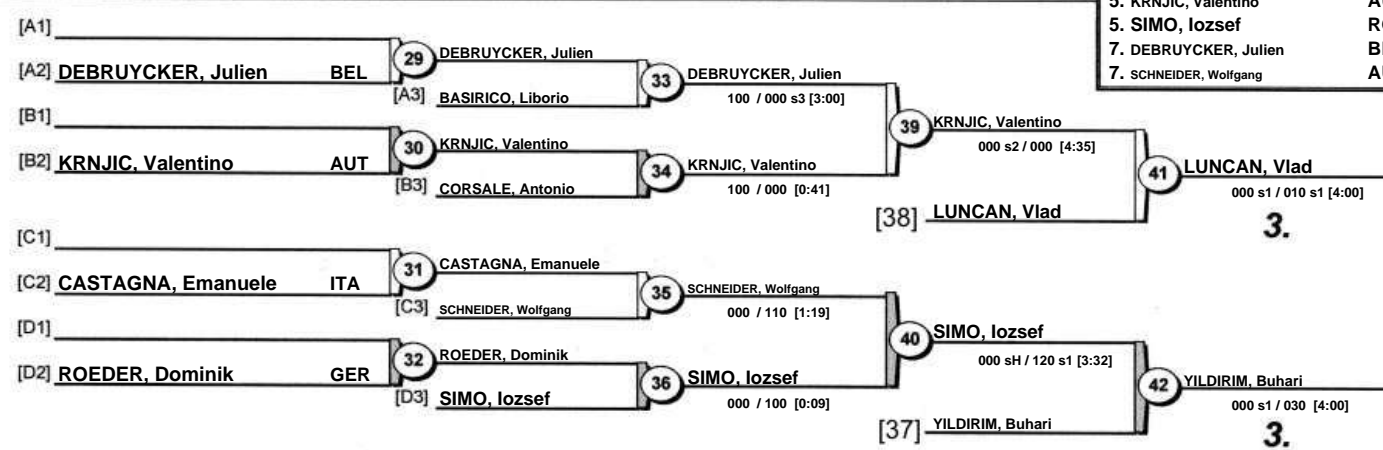 5. KRNJIC, Valentino
5. SIMO, Iozsef
7. DEBRUYCKER, Julien
7. SCHNEIDER, Wolfgang
[A1]
[A2] DEBRUYCKER, Julien BEL
29
DEBRUYCKER, Julien
[A3] BASIRICO, Liborio
33
DEBRUYCKER, Julien
100 / 000 s3 [3:00]
[B1]
[B2] KRNJIC, Valentino AUT
30
KRNJIC, Valentino
[B3] CORSALE, Antonio
34
KRNJIC, Valentino
100 / 000 [0:41]
39
KRNJIC, Valentino
000 s2 / 000 [4:35]
[38] LUNCAN, Vlad
41
LUNCAN, Vlad
000 s1 / 010 s1 [4:00]
3.
[C1]
[C2] CASTAGNA, Emanuele ITA
31
CASTAGNA, Emanuele
[C3] SCHNEIDER, Wolfgang
35
SCHNEIDER, Wolfgang
000 / 110 [1:19]
[D1]
[D2] ROEDER, Dominik GER
32
ROEDER, Dominik
[D3] SIMO, Iozsef
36
SIMO, Iozsef
000 / 100 [0:09]
40
SIMO, Iozsef
000 sH / 120 s1 [3:32]
[37] YILDIRIM, Buhari
42
YILDIRIM, Buhari
000 s1 / 030 [4:00]
3.